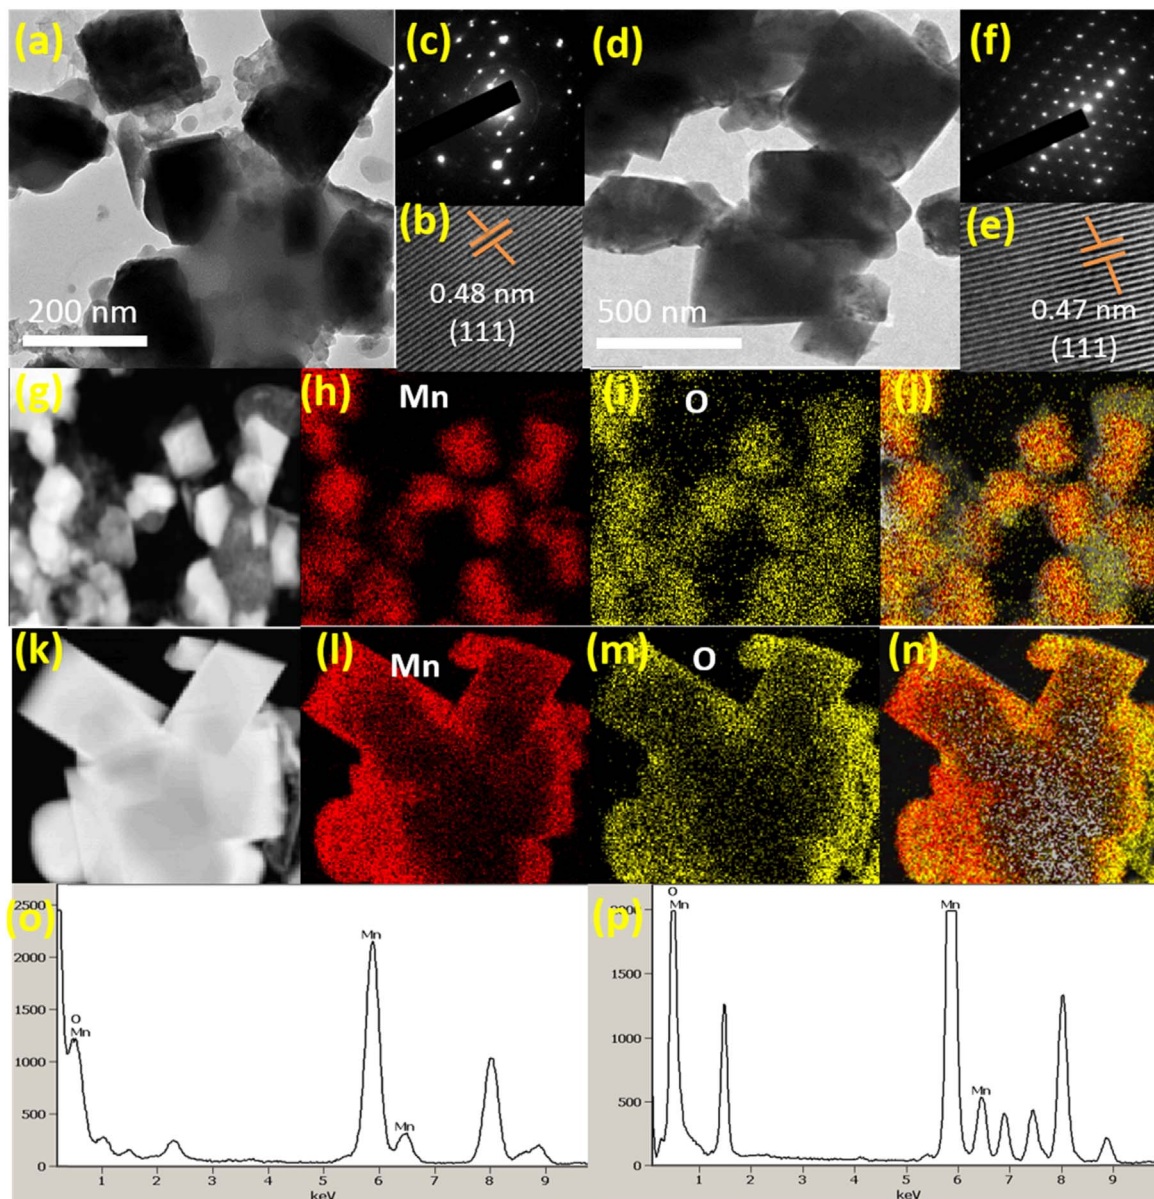 (a)
200 nm
(c)
(b)
0.48 nm
(111)
(d)
500 nm
(f)
(e)
0.47 nm
(111)
(g)
(h)
Mn
(i)
O
(j)
(k)
(l)
Mn
(m)
O
(n)
(o)
2500
2000
1500
1000
500
0
O
Mn
Mn
Mn
1 2 3 4 5 6 7 8 9
keV
(p)
1500
1000
500
0
O
Mn
Mn
Mn
1 2 3 4 5 6 7 8 9
keV